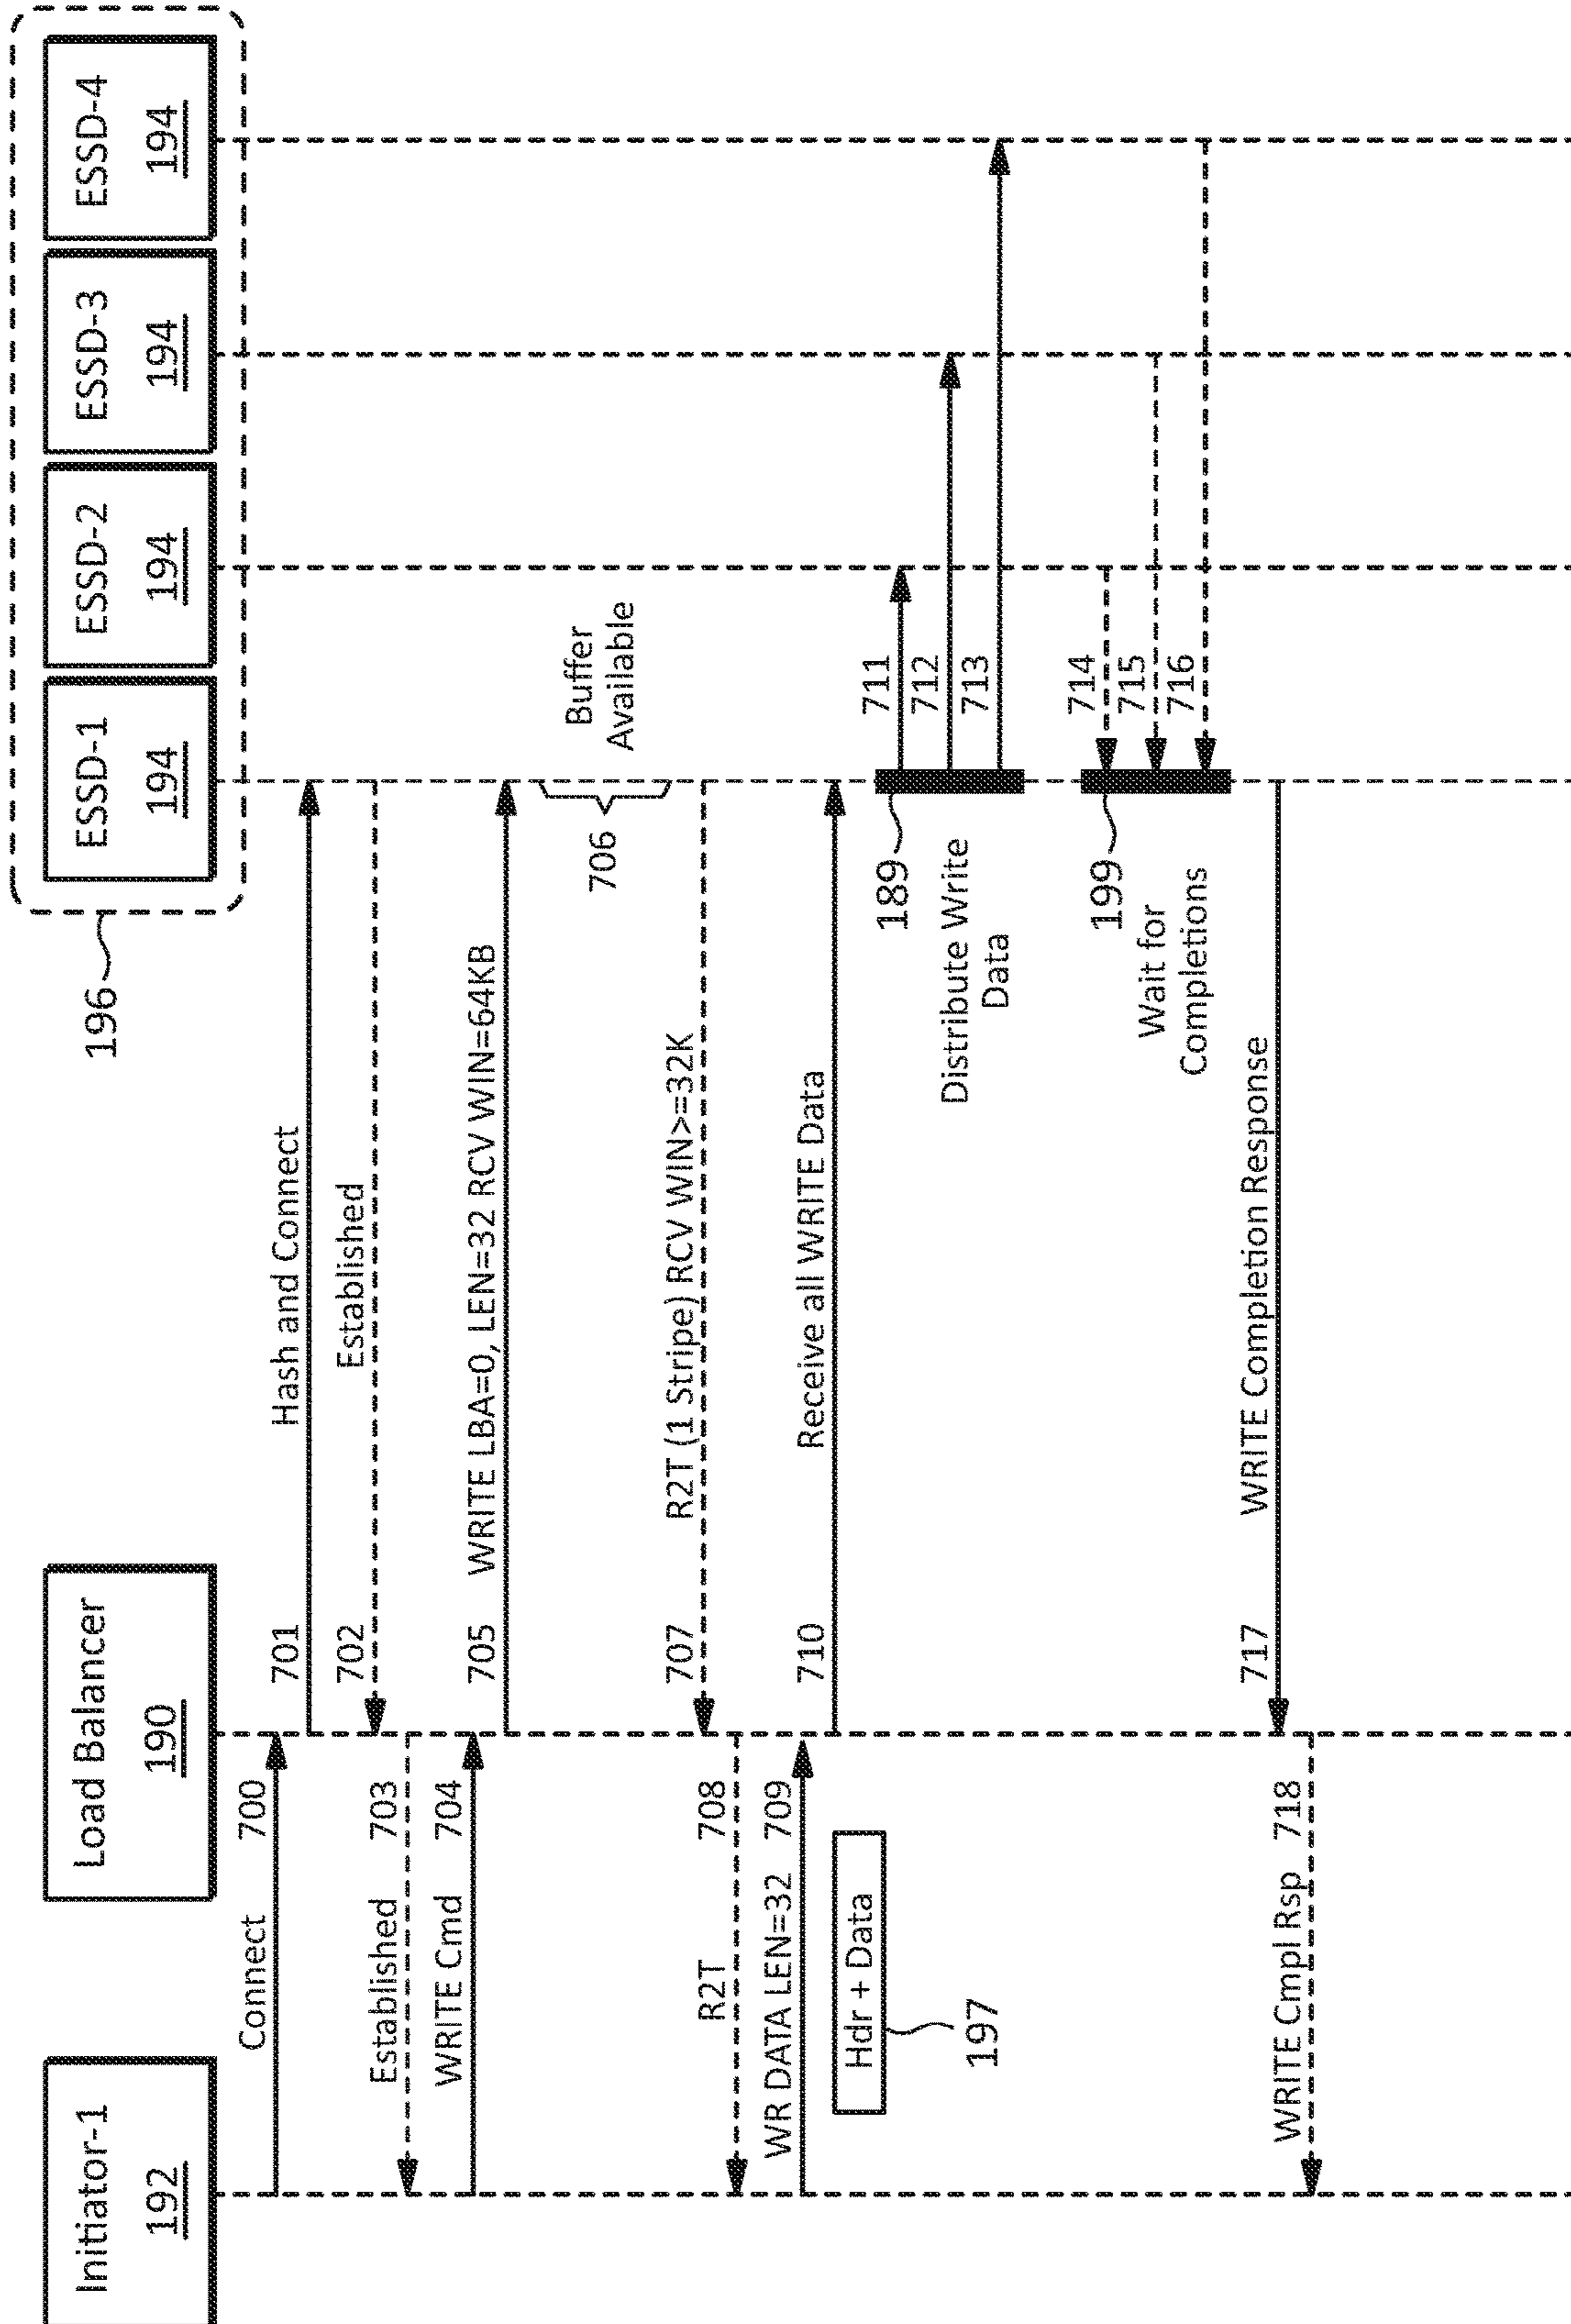 Initiator-1
192
Load Balancer
190
196
ESSD-1
194
ESSD-2
194
ESSD-3
194
ESSD-4
194
Connect 700
701 Hash and Connect
702 Established
Established 703
WRITE Cmd 704
705 WRITE LBA=0, LEN=32 RCV WIN=64KB
706
Buffer
Available
707 R2T (1 Stripe) RCV WIN>=32K
R2T 708
WR DATA LEN=32 709
Hdr + Data
197
710 Receive all WRITE Data
189
Distribute Write
Data
711
712
713
199
Wait for
Completions
714
715
716
717 WRITE Completion Response
WRITE Cmpl Rsp 718